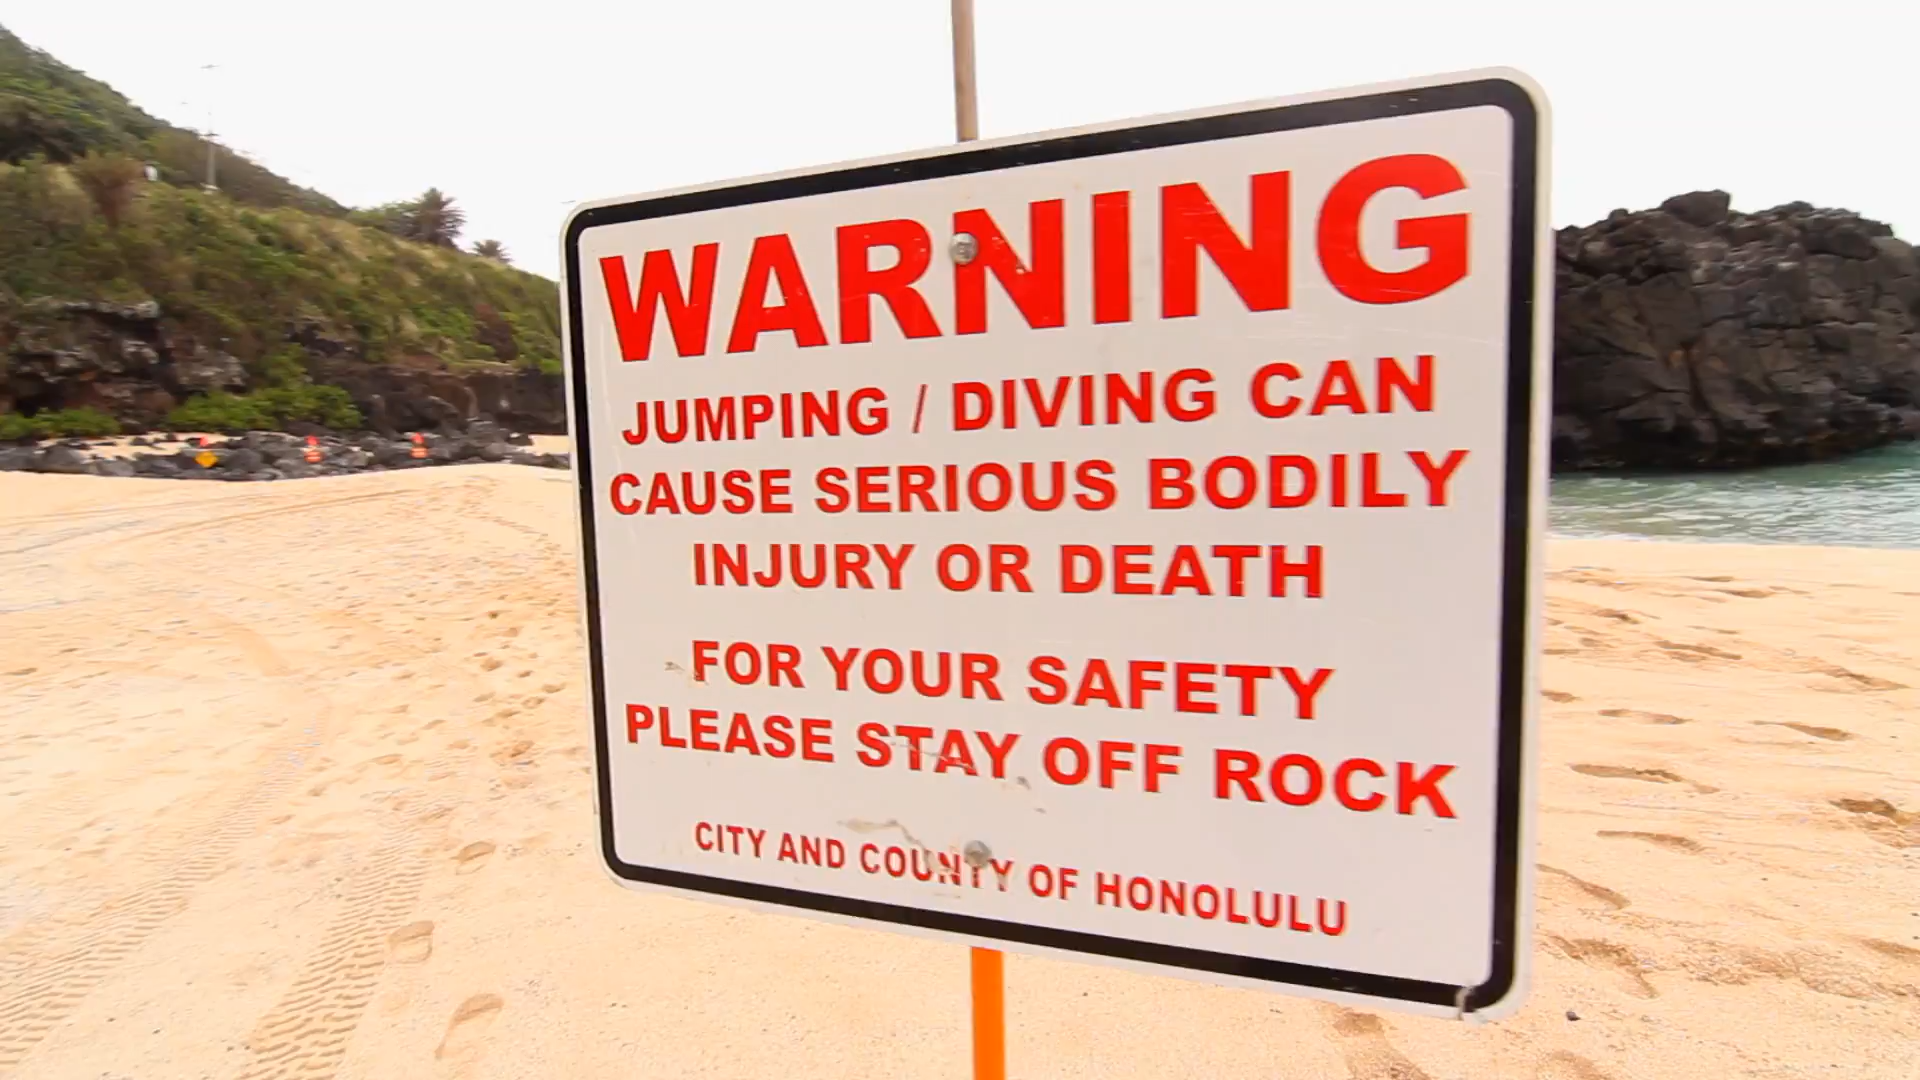 WARNING
JUMPING / DIVING CAN
CAUSE SERIOUS BODILY
INJURY OR DEATH
FOR YOUR SAFETY
PLEASE STAY OFF ROCK
CITY AND COUNTY OF HONOLULU